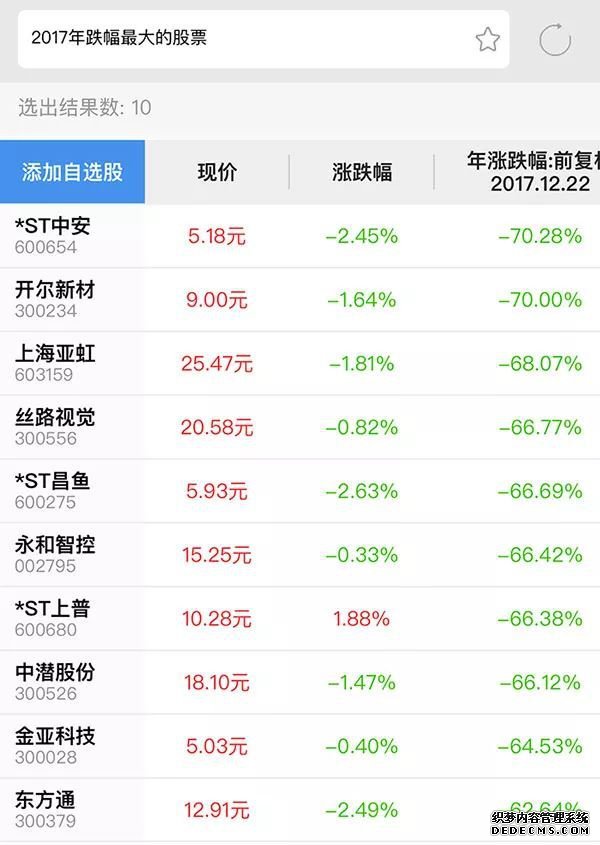 2017年跌幅最大的股票
选出结果数: 10
添加自选股 现价 涨跌幅 年涨跌幅:前复权
2017.12.22
*ST中安 5.18元 -2.45% -70.28%
600654
开尔新材 9.00元 -1.64% -70.00%
300234
上海亚虹 25.47元 -1.81% -68.07%
603159
丝路视觉 20.58元 -0.82% -66.77%
300556
*ST昌鱼 5.93元 -2.63% -66.69%
600275
永和智控 15.25元 -0.33% -66.42%
002795
*ST上普 10.28元 1.88% -66.38%
600680
中潜股份 18.10元 -1.47% -66.12%
300526
金亚科技 5.03元 -0.40% -64.53%
300028
东方通 12.91元 -2.49% -62.64%
300379
织梦内容管理系统
DEDECMS.COM